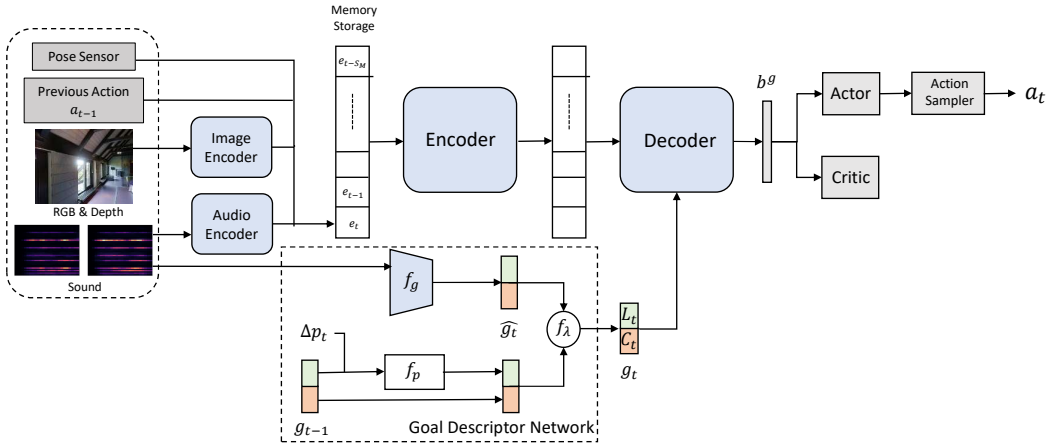 Memory
Storage
Pose Sensor
Previous Action
a_{t-1}
Image
Encoder
RGB & Depth
Audio
Encoder
Sound
e_{t-S_M}
e_{t-1}
e_t
Encoder
Decoder
b^g
Actor
Action
Sampler
a_t
Critic
f_g
\hat{g_t}
Δp_t
f_p
f_λ
L_t
C_t
g_t
g_{t-1}
Goal Descriptor Network